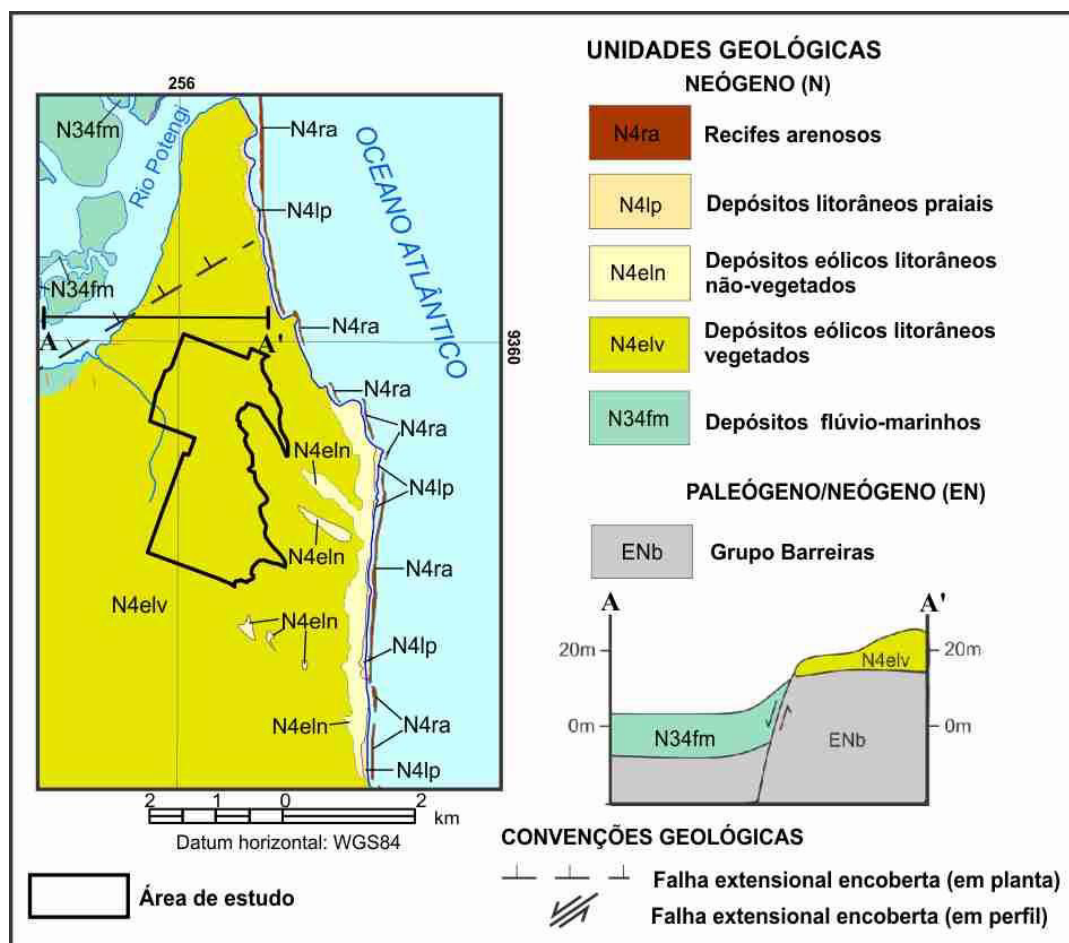 256
N34fm
Rio Potengi
N4ra
OCEANO ATLÂNTICO
N4lp
N34fm
A
A'
N4ra
9360
N4ra
N4ra
N4eln
N4lp
N4eln
N4ra
N4elv
N4eln
N4lp
N4ra
N4eln
N4lp
2 1 0 2
km
Datum horizontal: WGS84
Área de estudo
UNIDADES GEOLÓGICAS
NEÓGENO (N)
N4ra Recifes arenosos
N4lp Depósitos litorâneos praiais
N4eln Depósitos eólicos litorâneos
não-vegetados
N4elv Depósitos eólicos litorâneos
vegetados
N34fm Depósitos flúvio-marinhos
PALEÓGENO/NEÓGENO (EN)
ENb Grupo Barreiras
A A'
20m 20m
N4elv
0m 0m
N34fm ENb
CONVENÇÕES GEOLÓGICAS
Falha extensional encoberta (em planta)
Falha extensional encoberta (em perfil)